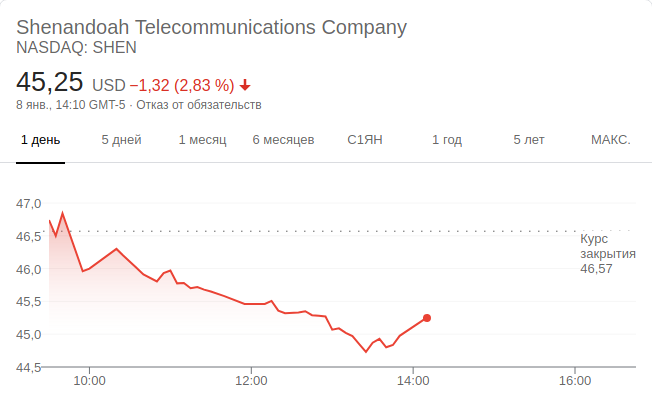 Shenandoah Telecommunications Company
NASDAQ: SHEN
45,25 USD −1,32 (2,83 %)
8 янв., 14:10 GMT-5 · Отказ от обязательств
1 день 5 дней 1 месяц 6 месяцев С1ЯН 1 год 5 лет МАКС.
47,0
46,5
46,0
45,5
45,0
44,5
Курс
закрытия
46,57
10:00 12:00 14:00 16:00